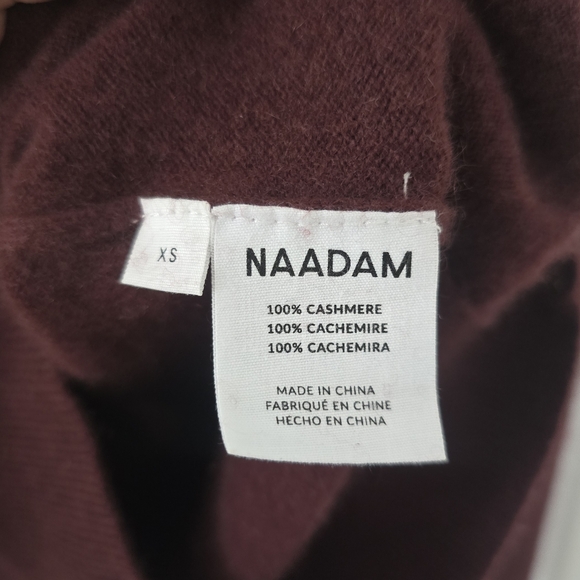 XS
NAADAM
100% CASHMERE
100% CACHEMIRE
100% CACHEMIRA
MADE IN CHINA
FABRIQUÉ EN CHINE
HECHO EN CHINA